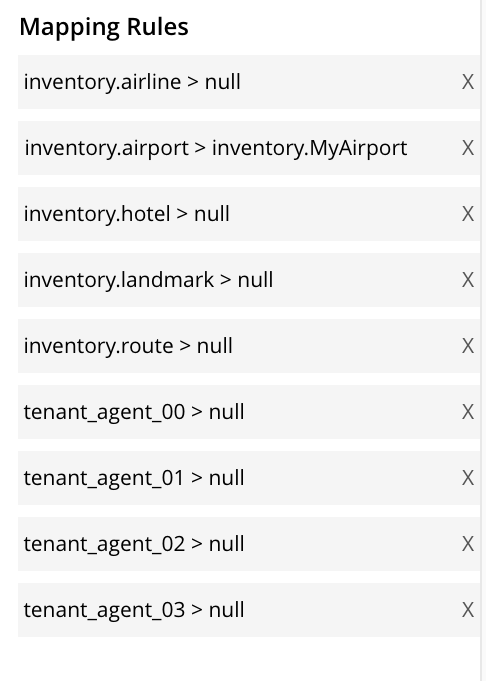 Mapping Rules
inventory.airline > null X
inventory.airport > inventory.MyAirport X
inventory.hotel > null X
inventory.landmark > null X
inventory.route > null X
tenant_agent_00 > null X
tenant_agent_01 > null X
tenant_agent_02 > null X
tenant_agent_03 > null X